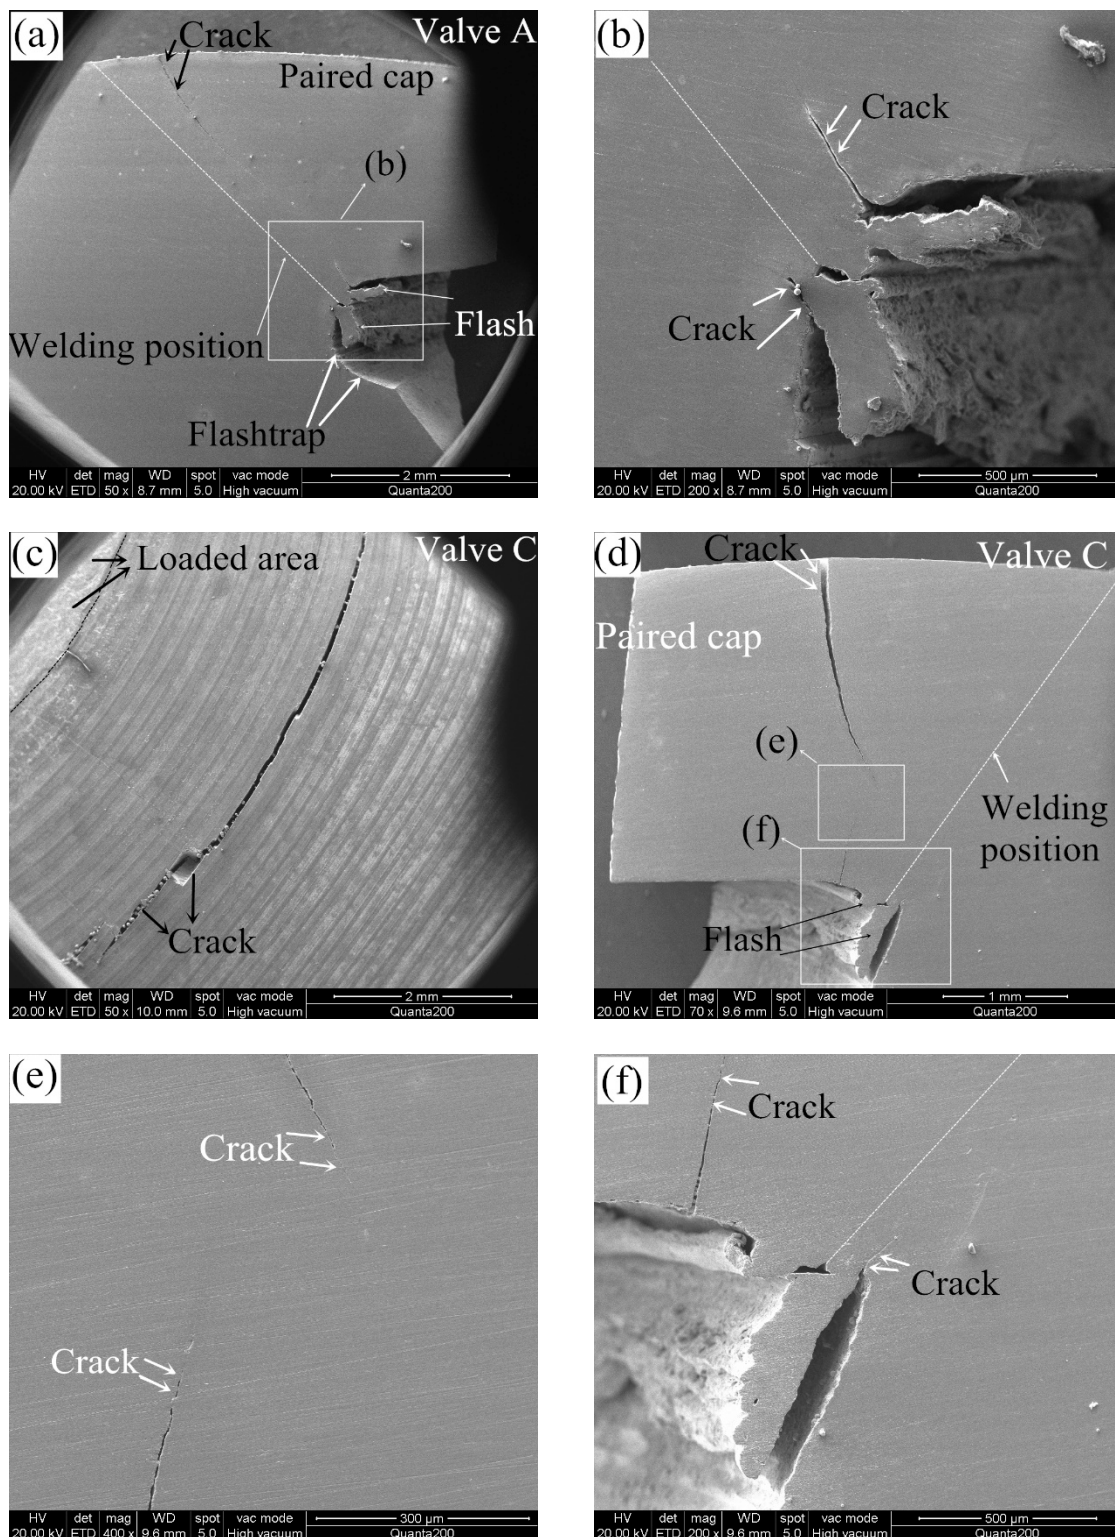 (a)
Crack
Valve A
Paired cap
(b)
Welding position
Flash
Flashtrap
HV det mag WD spot vac mode 2 mm
20.00 kV ETD 50 x 8.7 mm 5.0 High vacuum Quanta200
(b)
Crack
Crack
HV det mag WD spot vac mode 500 µm
20.00 kV ETD 200 x 8.7 mm 5.0 High vacuum Quanta200
(c)
Loaded area
Valve C
Crack
HV det mag WD spot vac mode 2 mm
20.00 kV ETD 50 x 10.0 mm 5.0 High vacuum Quanta200
(d)
Crack
Valve C
Paired cap
(e)
(f)
Welding
position
Flash
HV det mag WD spot vac mode 1 mm
20.00 kV ETD 70 x 9.6 mm 5.0 High vacuum Quanta200
(e)
Crack
Crack
HV det mag WD spot vac mode 300 µm
20.00 kV ETD 400 x 9.6 mm 5.0 High vacuum Quanta200
(f)
Crack
Crack
HV det mag WD spot vac mode 500 µm
20.00 kV ETD 200 x 9.6 mm 5.0 High vacuum Quanta200